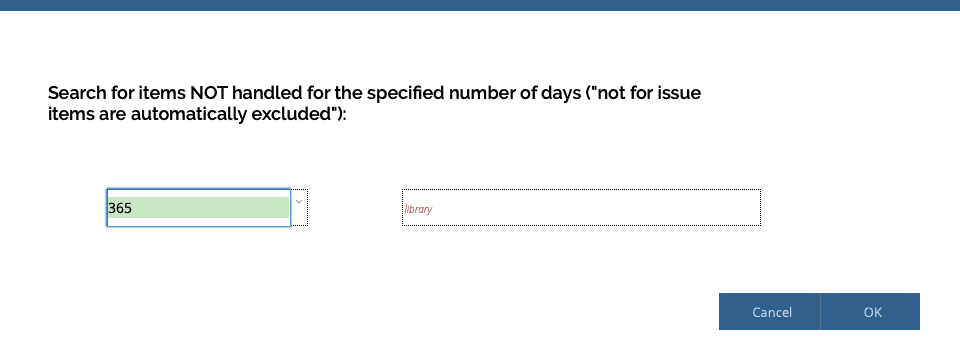 Search for items NOT handled for the specified number of days ("not for issue
items are automatically excluded"):
365
library
Cancel
OK